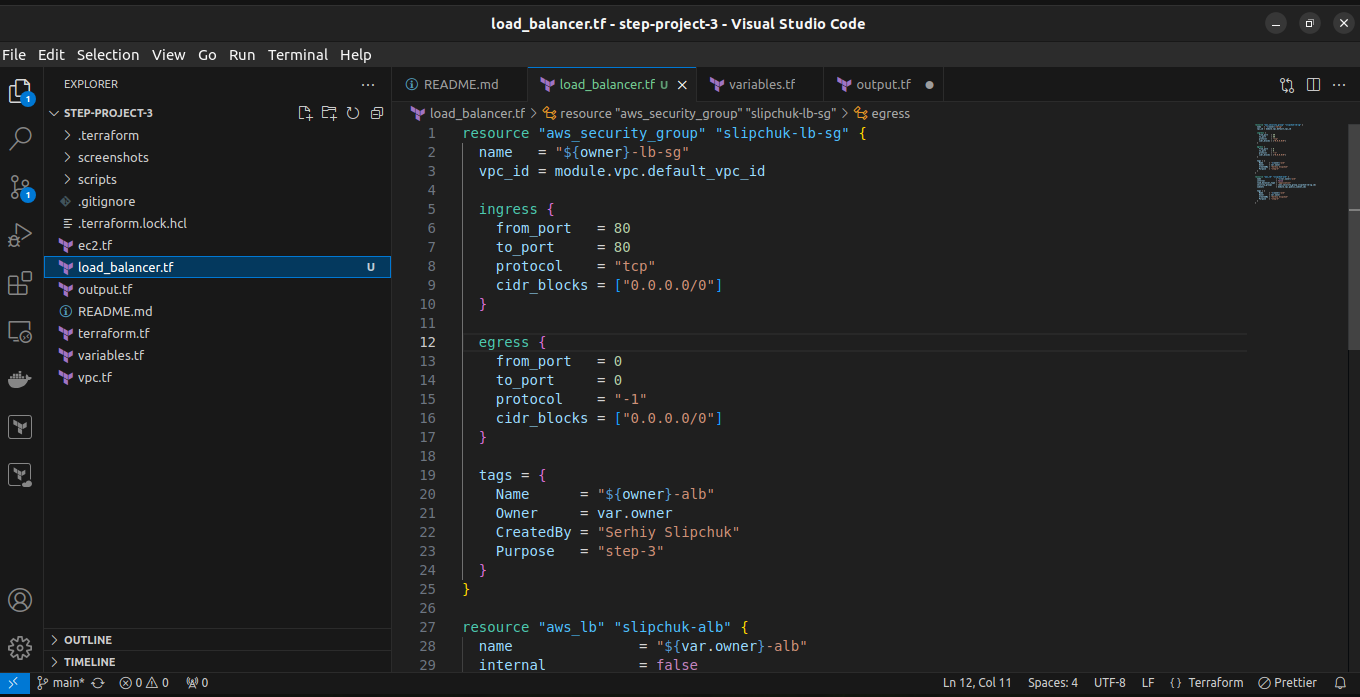 load_balancer.tf - step-project-3 - Visual Studio Code
File Edit Selection View Go Run Terminal Help
EXPLORER
README.md
load_balancer.tf U
variables.tf
output.tf
1
1
STEP-PROJECT-3
.terraform
screenshots
scripts
.gitignore
.terraform.lock.hcl
ec2.tf
load_balancer.tf U
output.tf
README.md
terraform.tf
variables.tf
vpc.tf
OUTLINE
TIMELINE
load_balancer.tf > resource "aws_security_group" "slipchuk-lb-sg" > egress
1 resource "aws_security_group" "slipchuk-lb-sg" {
2 name   = "${owner}-lb-sg"
3 vpc_id = module.vpc.default_vpc_id
4
5 ingress {
6 from_port   = 80
7 to_port     = 80
8 protocol    = "tcp"
9 cidr_blocks = ["0.0.0.0/0"]
10 }
11
12 egress {
13 from_port   = 0
14 to_port     = 0
15 protocol    = "-1"
16 cidr_blocks = ["0.0.0.0/0"]
17 }
18
19 tags = {
20 Name      = "${owner}-alb"
21 Owner     = var.owner
22 CreatedBy = "Serhiy Slipchuk"
23 Purpose   = "step-3"
24 }
25 }
26
27 resource "aws_lb" "slipchuk-alb" {
28 name               = "${var.owner}-alb"
29 internal           = false
main* 0 0 0
Ln 12, Col 11 Spaces: 4 UTF-8 LF {} Terraform Prettier